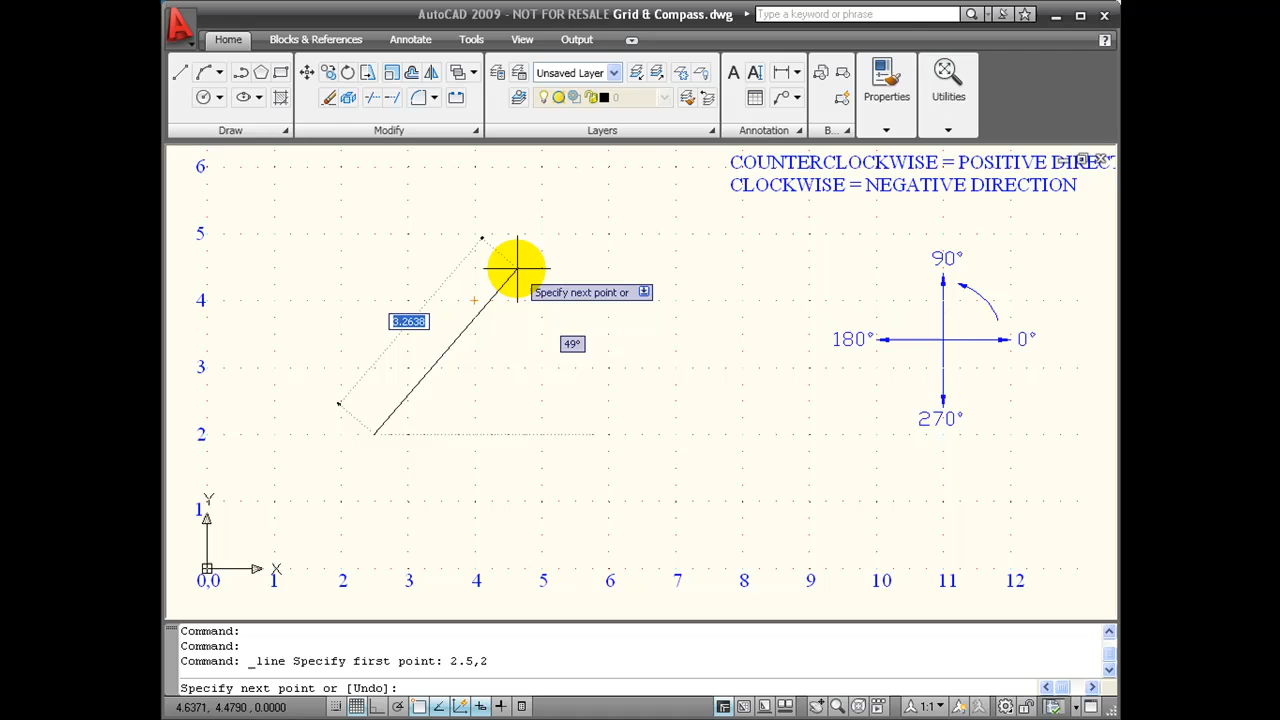 AutoCAD 2009 - NOT FOR RESALE Grid & Compass.dwg
Type a keyword or phrase
Home Blocks & References Annotate Tools View Output
Unsaved Layer
0
Properties
Utilities
Draw Modify Layers Annotation B...
COUNTERCLOCKWISE = POSITIVE DIRECT
CLOCKWISE = NEGATIVE DIRECTION
6
5
4
3
2
1
Y
X
0,0 1 2 3 4 5 6 7 8 9 10 11 12
90°
180° 0°
270°
Specify next point or
3.2638
49°
Command:
Command:
Command: _line Specify first point: 2.5,2
Specify next point or [Undo]:
4.6371, 4.4790, 0.0000
1:1